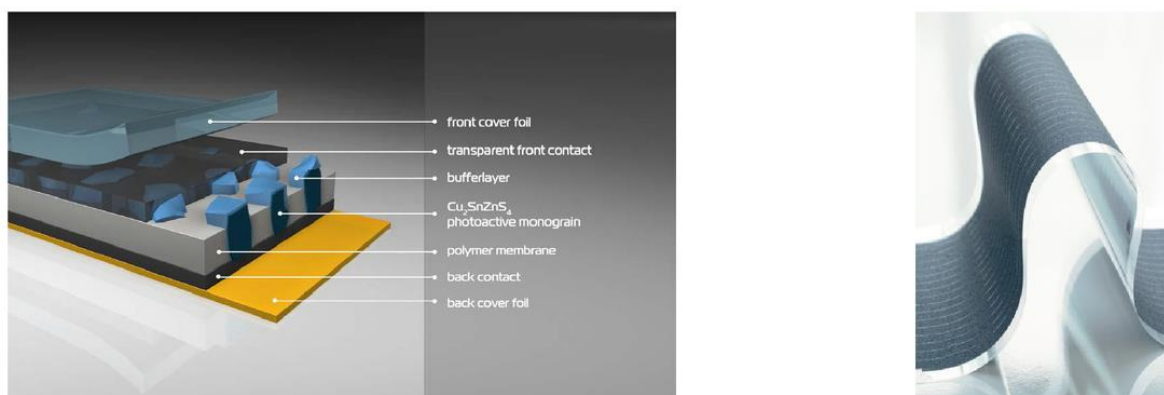 front cover foil
transparent front contact
bufferlayer
Cu₂SnZnS₄
photoactive monograin
polymer membrane
back contact
back cover foil